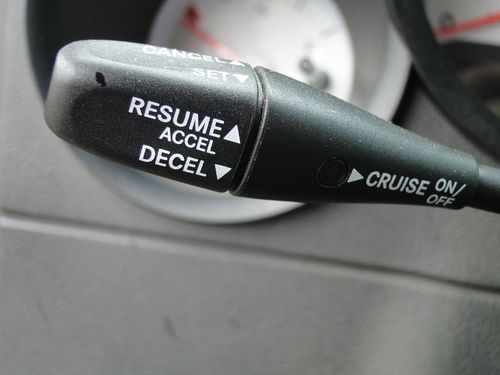 CANCEL▲
SET▼
RESUME▲
ACCEL
DECEL▼
▶CRUISE ON/
OFF